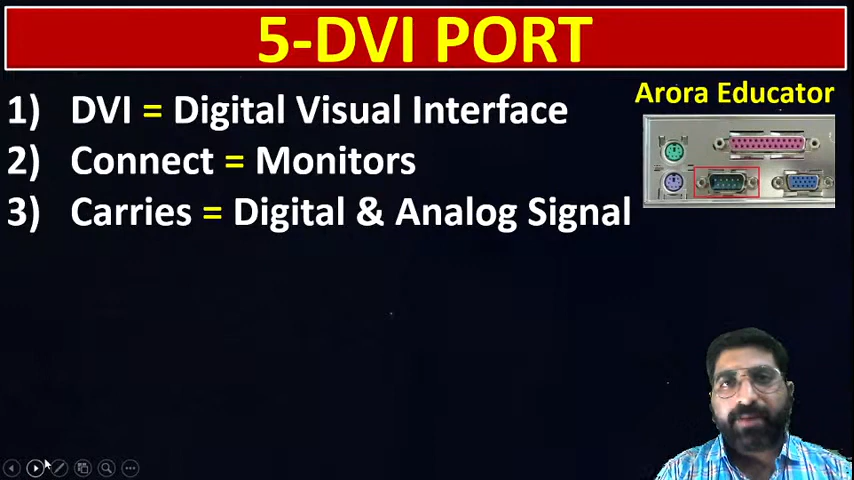 5-DVI PORT
Arora Educator
1) DVI = Digital Visual Interface
2) Connect = Monitors
3) Carries = Digital & Analog Signal